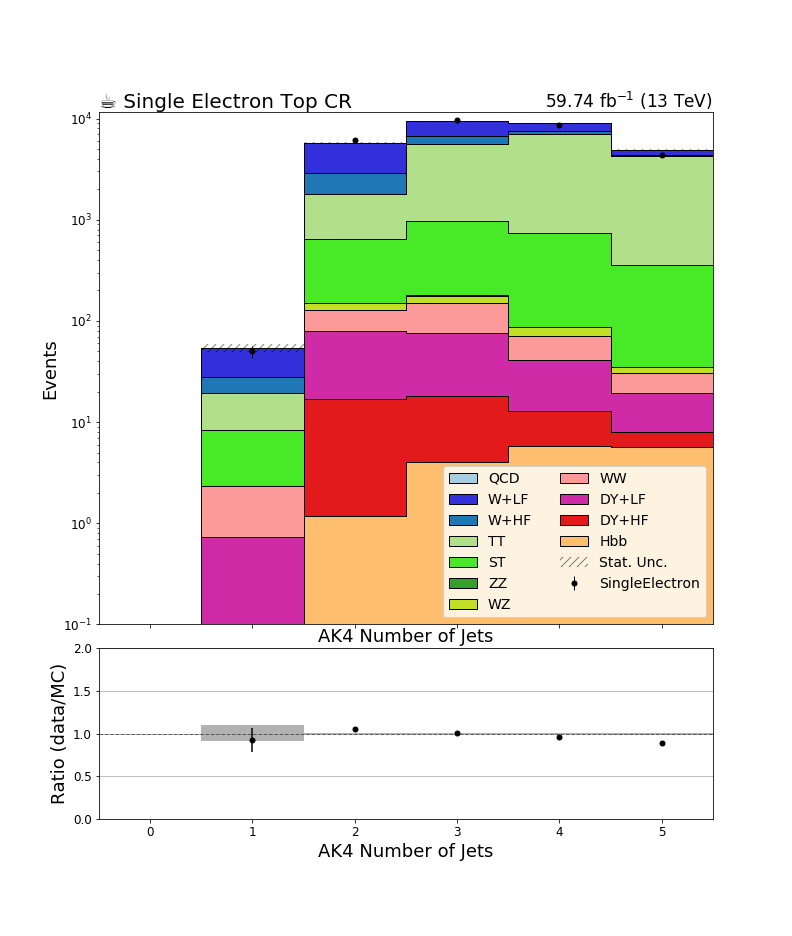 ☕ Single Electron Top CR 59.74 fb⁻¹ (13 TeV)
10⁴
10³
10²
10¹
10⁰
10⁻¹
Events
QCD WW
W+LF DY+LF
W+HF DY+HF
TT Hbb
ST Stat. Unc.
ZZ SingleElectron
WZ
AK4 Number of Jets
2.0
1.5
1.0
0.5
0.0
Ratio (data/MC)
0 1 2 3 4 5
AK4 Number of Jets